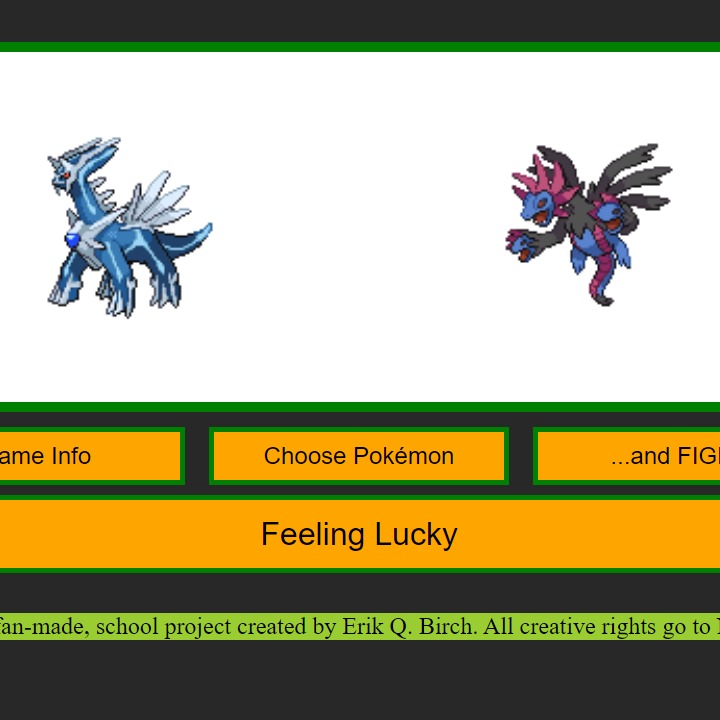 ame Info
Choose Pokémon
...and FIG
Feeling Lucky
fan-made, school project created by Erik Q. Birch. All creative rights go to